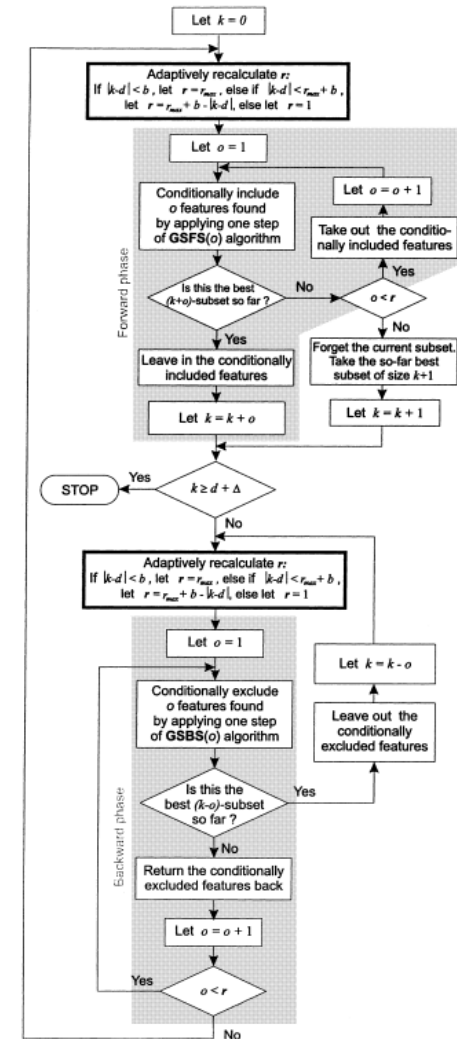 Let k=0
Adaptively recalculate r:
If |k-d|<b, let r=rmax, else if |k-d|<rmax+b,
let r=rmax+b-|k-d|, else let r=1
Let o=1
Conditionally include
o features found
by applying one step
of GSFS(o) algorithm
Let o=o+1
Take out the conditio-
nally included features
Yes
Is this the best
(k+o)-subset so far ?
No
o<r
Yes
No
Leave in the conditionally
included features
Forget the current subset.
Take the so-far best
subset of size k+1
Let k=k+o
Let k=k+1
Forward phase
STOP
Yes
k≥d+Δ
No
Adaptively recalculate r:
If |k-d|<b, let r=rmax, else if |k-d|<rmax+b,
let r=rmax+b-|k-d|, else let r=1
Let o=1
Let k=k-o
Conditionally exclude
o features found
by applying one step
of GSBS(o) algorithm
Leave out the
conditionally
excluded features
Is this the
best (k-o)-subset
so far ?
Yes
No
Return the conditionally
excluded features back
Backward phase
Let o=o+1
Yes
o<r
No